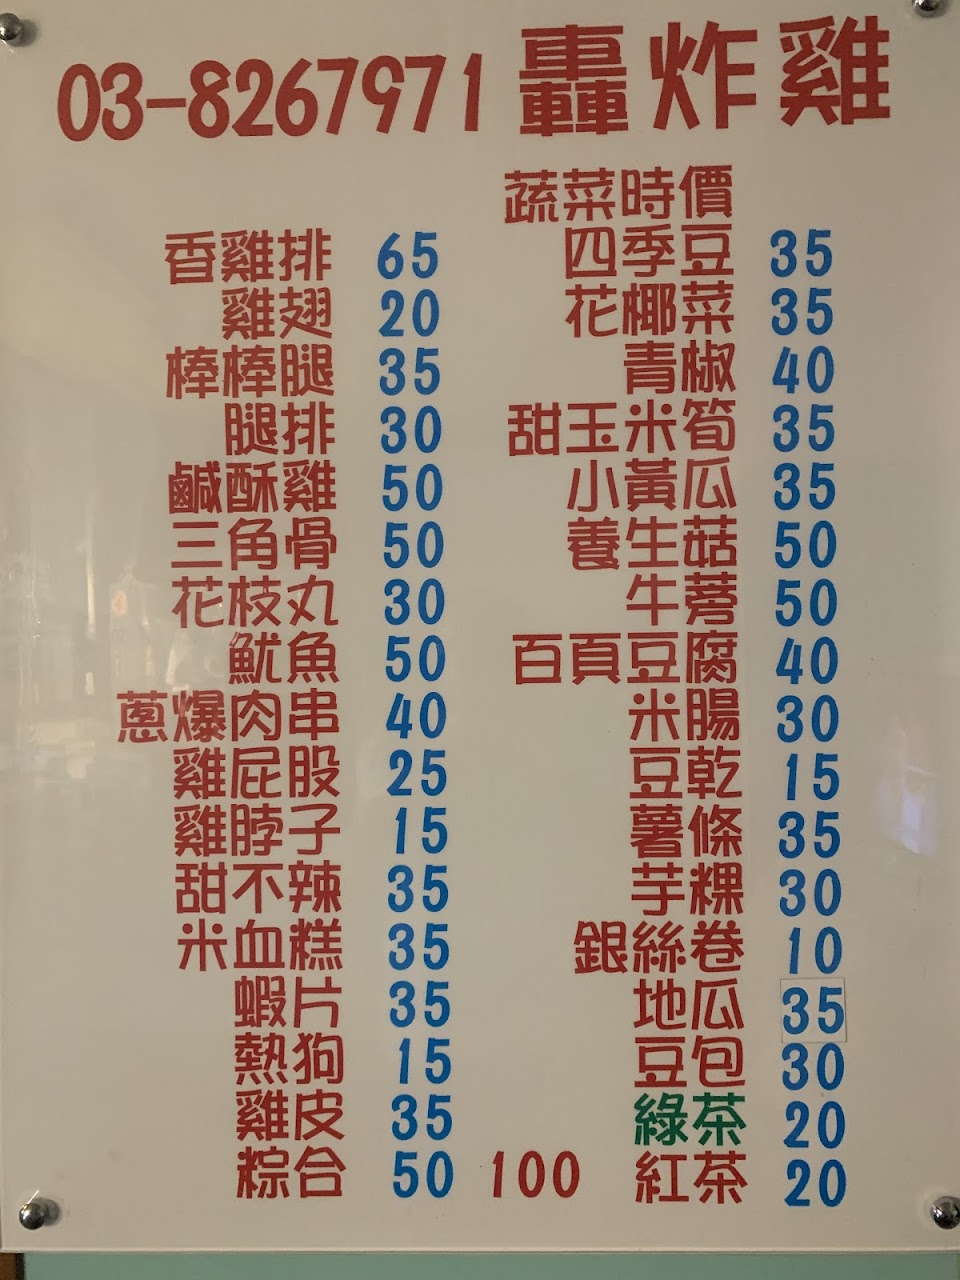 03-8267971 轟炸雞
蔬菜時價
香雞排 65
雞翅 20
棒棒腿 35
腿排 30
鹹酥雞 50
三角骨 50
花枝丸 30
魷魚 50
蔥爆肉串 40
雞屁股 25
雞脖子 15
甜不辣 35
米血糕 35
蝦片 35
熱狗 15
雞皮 35
粽合 50 100
四季豆 35
花椰菜 35
青椒 40
甜玉米筍 35
小黃瓜 35
養生菇 50
牛蒡 50
百頁豆腐 40
米腸 30
豆乾 15
薯條 35
芋粿 30
銀絲卷 10
地瓜 35
豆包 30
綠茶 20
紅茶 20